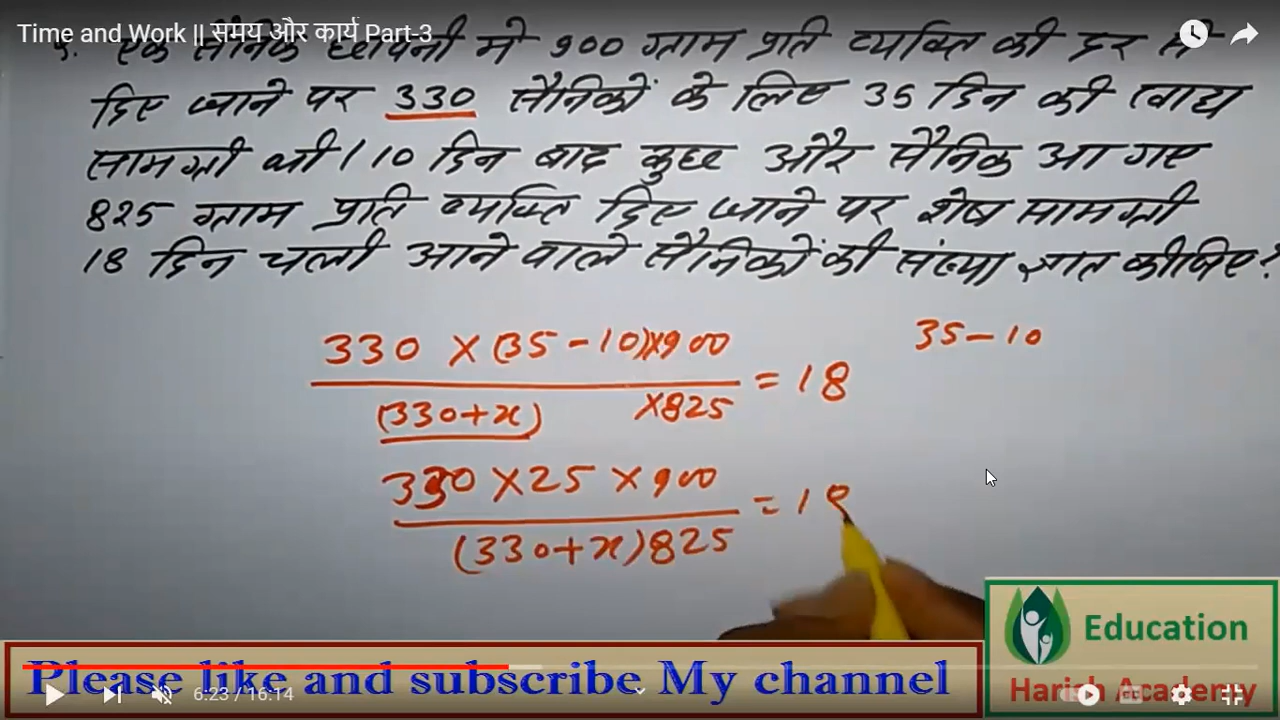 Time and Work || समय और कार्य Part-3
5. एक सैनिक छावनी में 900 ग्राम प्रति व्यक्ति की दर से
दिए जाने पर 330 सैनिकों के लिए 35 दिन की खाद्य
सामग्री थी। 10 दिन बाद कुछ और सैनिक आ गए
825 ग्राम प्रति व्यक्ति दिए जाने पर शेष सामग्री
18 दिन चली आने वाले सैनिकों की संख्या ज्ञात कीजिए?
35-10
330 × (35-10)×900
= 18
(330+x) ×825
330 ×25 × 900
= 18
(330+x)825
Education
Harish Academy
Please like and subscribe My channel
6:23 / 16:14